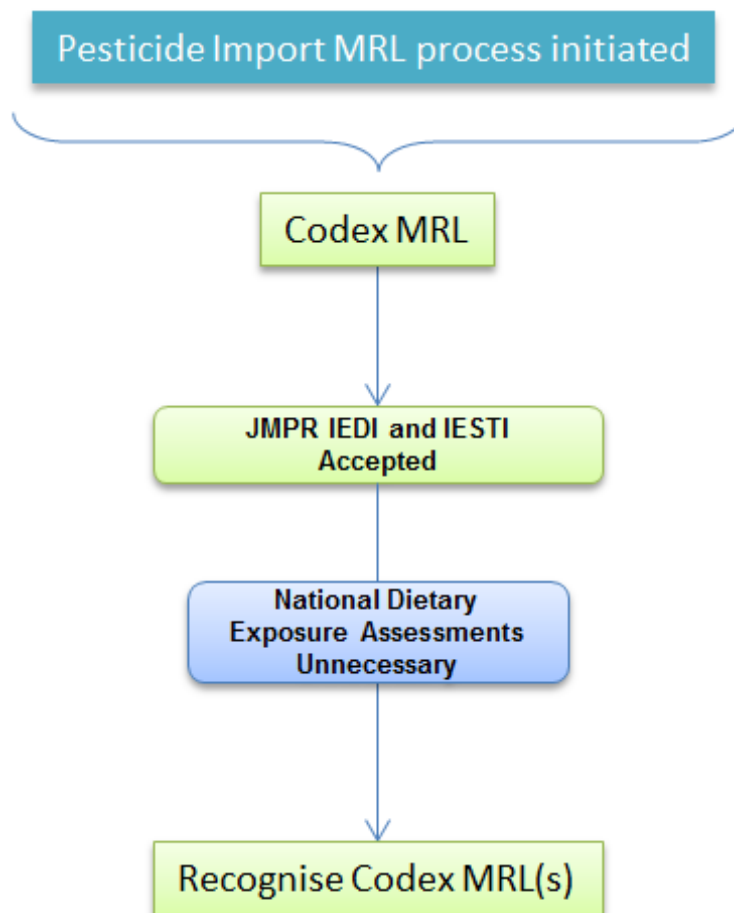 Pesticide Import MRL process initiated
Codex MRL
JMPR IEDI and IESTI
Accepted
National Dietary
Exposure Assessments
Unnecessary
Recognise Codex MRL(s)